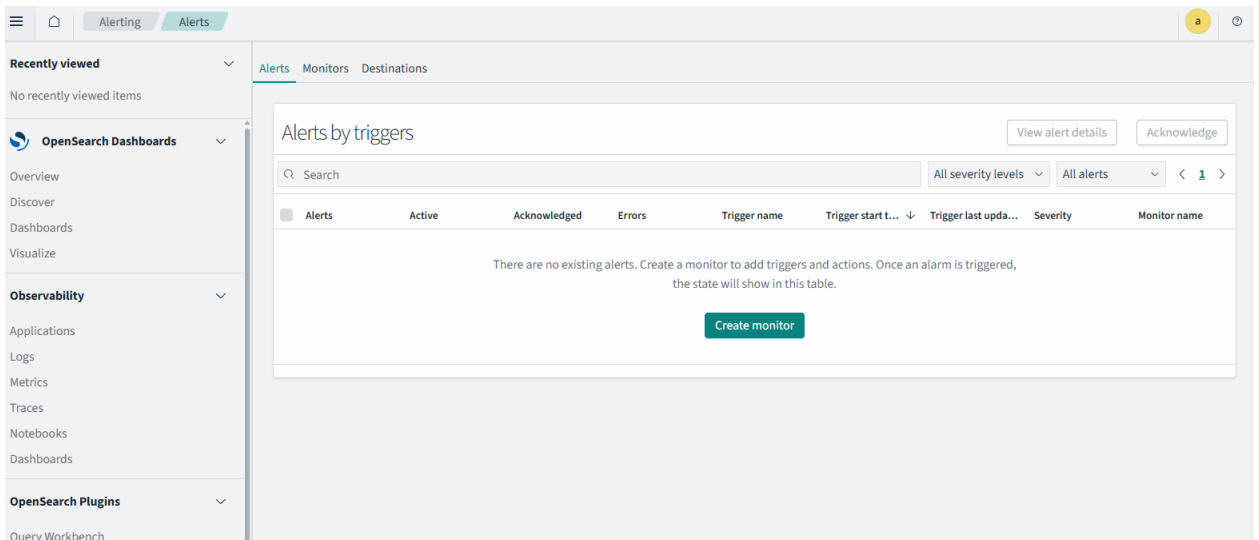 Alerting Alerts a
Recently viewed
No recently viewed items
OpenSearch Dashboards
Overview
Discover
Dashboards
Visualize
Observability
Applications
Logs
Metrics
Traces
Notebooks
Dashboards
OpenSearch Plugins
Query Workbench
Alerts Monitors Destinations
Alerts by triggers View alert details Acknowledge
Search All severity levels All alerts 1
Alerts Active Acknowledged Errors Trigger name Trigger start t... Trigger last upda... Severity Monitor name
There are no existing alerts. Create a monitor to add triggers and actions. Once an alarm is triggered,
the state will show in this table.
Create monitor